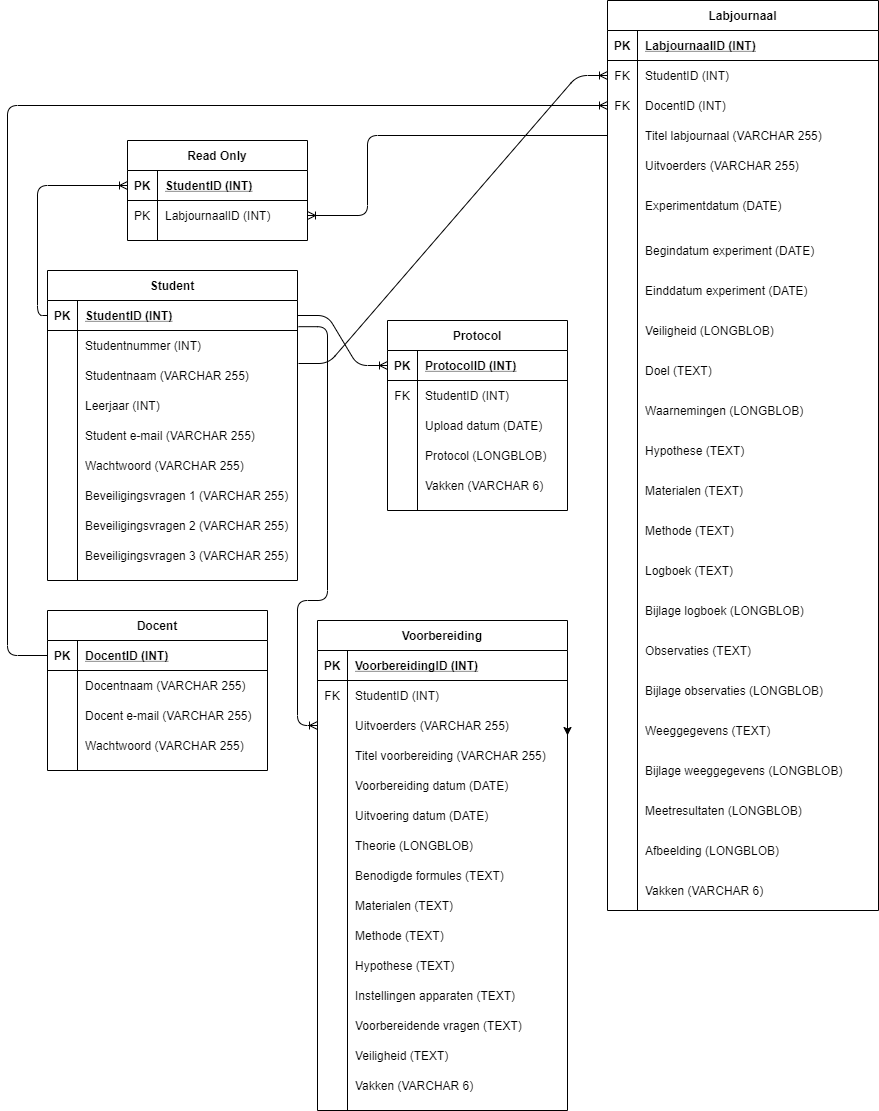 Labjournaal
PK LabjournaalID (INT)
FK StudentID (INT)
FK DocentID (INT)
Titel labjournaal (VARCHAR 255)
Uitvoerders (VARCHAR 255)
Experimentdatum (DATE)
Begindatum experiment (DATE)
Einddatum experiment (DATE)
Veiligheid (LONGBLOB)
Doel (TEXT)
Waarnemingen (LONGBLOB)
Hypothese (TEXT)
Materialen (TEXT)
Methode (TEXT)
Logboek (TEXT)
Bijlage logboek (LONGBLOB)
Observaties (TEXT)
Bijlage observaties (LONGBLOB)
Weeggegevens (TEXT)
Bijlage weeggegevens (LONGBLOB)
Meetresultaten (LONGBLOB)
Afbeelding (LONGBLOB)
Vakken (VARCHAR 6)
Read Only
PK StudentID (INT)
PK LabjournaalID (INT)
Student
PK StudentID (INT)
Studentnummer (INT)
Studentnaam (VARCHAR 255)
Leerjaar (INT)
Student e-mail (VARCHAR 255)
Wachtwoord (VARCHAR 255)
Beveiligingsvragen 1 (VARCHAR 255)
Beveiligingsvragen 2 (VARCHAR 255)
Beveiligingsvragen 3 (VARCHAR 255)
Protocol
PK ProtocolID (INT)
FK StudentID (INT)
Upload datum (DATE)
Protocol (LONGBLOB)
Vakken (VARCHAR 6)
Docent
PK DocentID (INT)
Docentnaam (VARCHAR 255)
Docent e-mail (VARCHAR 255)
Wachtwoord (VARCHAR 255)
Voorbereiding
PK VoorbereidingID (INT)
FK StudentID (INT)
Uitvoerders (VARCHAR 255)
Titel voorbereiding (VARCHAR 255)
Voorbereiding datum (DATE)
Uitvoering datum (DATE)
Theorie (LONGBLOB)
Benodigde formules (TEXT)
Materialen (TEXT)
Methode (TEXT)
Hypothese (TEXT)
Instellingen apparaten (TEXT)
Voorbereidende vragen (TEXT)
Veiligheid (TEXT)
Vakken (VARCHAR 6)